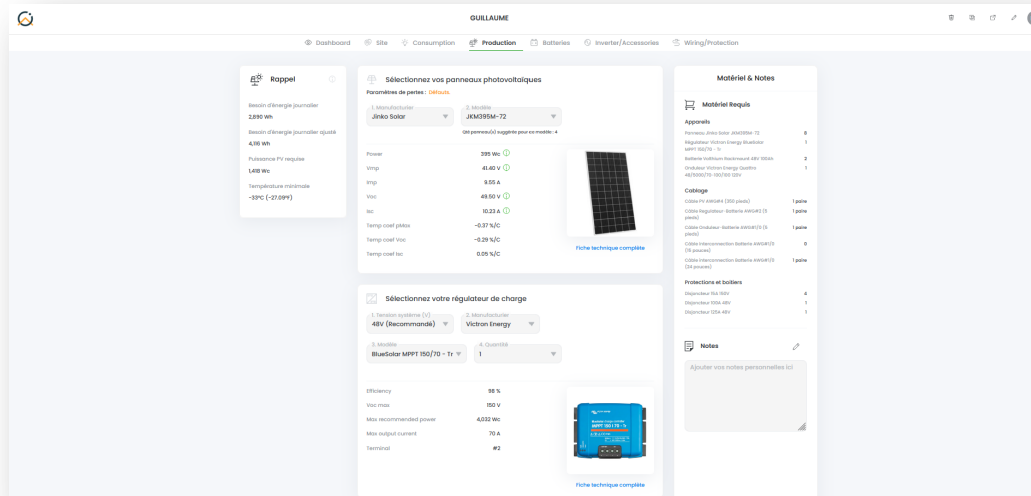 GUILLAUME
Dashboard
Site
Consumption
Production
Batteries
Inverter/Accessories
Wiring/Protection
Rappel
Besoin d'énergie journalier
2,890 Wh
Besoin d'énergie journalier ajusté
4,116 Wh
Puissance PV requise
1,418 Wc
Température minimale
-33°C (-27.09°F)
Sélectionnez vos panneaux photovoltaïques
Paramètres de pertes : Détails
1. Manufacturier
Jinko Solar
2. Modèle
JKM395M-72
Qté panneau(x) suggérée pour ce modèle : 4
Power 395 Wc
Vmp 41.40 V
Imp 9.55 A
Voc 49.50 V
Isc 10.23 A
Temp coef pMax -0.37 %/C
Temp coef Voc -0.29 %/C
Temp coef Isc 0.05 %/C
Fiche technique complète
Sélectionnez votre régulateur de charge
1. Tension système (V)
48V (Recommandé)
2. Manufacturier
Victron Energy
3. Modèle
BlueSolar MPPT 150/70 - Tr
4. Quantité
1
Efficiency 98 %
Voc max 150 V
Max recommended power 4,032 Wc
Max output current 70 A
Terminal #2
MPPT 150 | 70 - Tr
Fiche technique complète
Matériel & Notes
Matériel Requis
Appareils
Panneau Jinko Solar JKM395M-72 8
Régulateur Victron Energy BlueSolar 1
MPPT 150/70 - Tr
Batterie Volthium Rackmount 48V 100Ah 2
Onduleur Victron Energy Quattro 1
48/5000/70-100/100 120V
Cablage
Câble PV AWG#4 (350 pieds) 1 paire
Câble Regulateur-Batterie AWG#2 (5 1 paire
pieds)
Câble Onduleur-Batterie AWG#1/0 (5 1 paire
pieds)
Câble Interconnection Batterie AWG#1/0 0
(15 pouces)
Câble Interconnection Batterie AWG#1/0 1 paire
(24 pouces)
Protections et boitiers
Disjoncteur 15A 150V 4
Disjoncteur 100A 48V 1
Disjoncteur 125A 48V 1
Notes
Ajouter vos notes personnelles ici